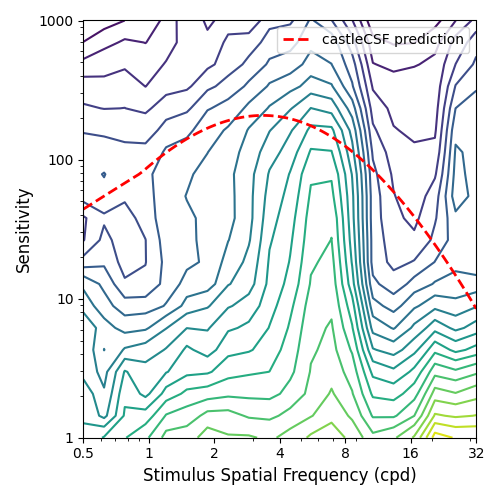 1000
castleCSF prediction
100
Sensitivity
10
1
0.5 1 2 4 8 16 32
Stimulus Spatial Frequency (cpd)